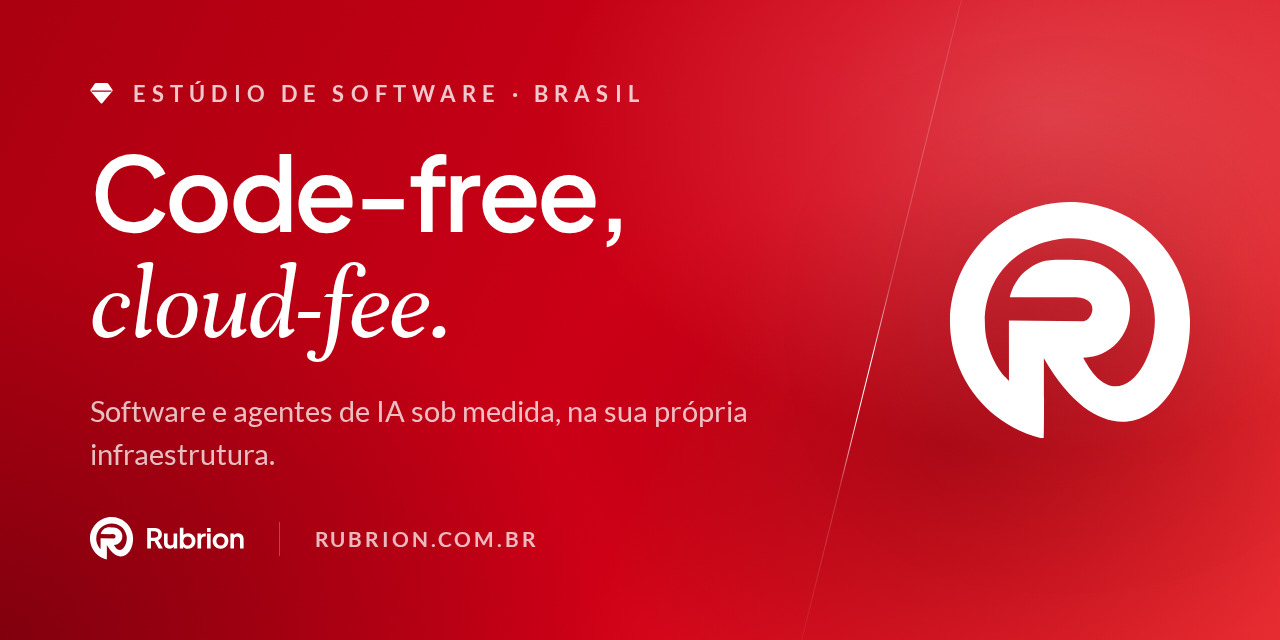 ESTÚDIO DE SOFTWARE · BRASIL
Code-free,
cloud-fee.
Software e agentes de IA sob medida, na sua própria
infraestrutura.
Rubrion
RUBRION.COM.BR